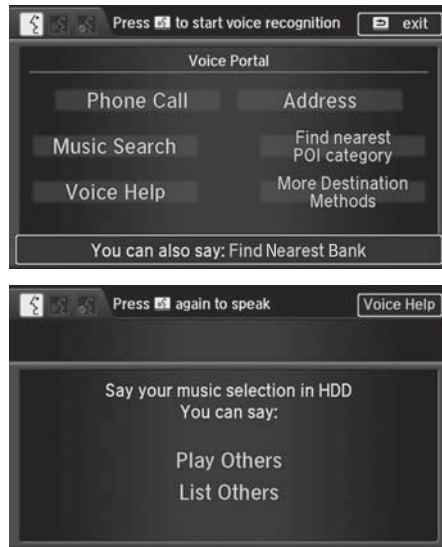 Press to start voice recognition exit
Voice Portal
Phone Call Address
Music Search Find nearest
POI category
Voice Help More Destination
Methods
You can also say: Find Nearest Bank
Press again to speak Voice Help
Say your music selection in HDD
You can say:
Play Others
List Others